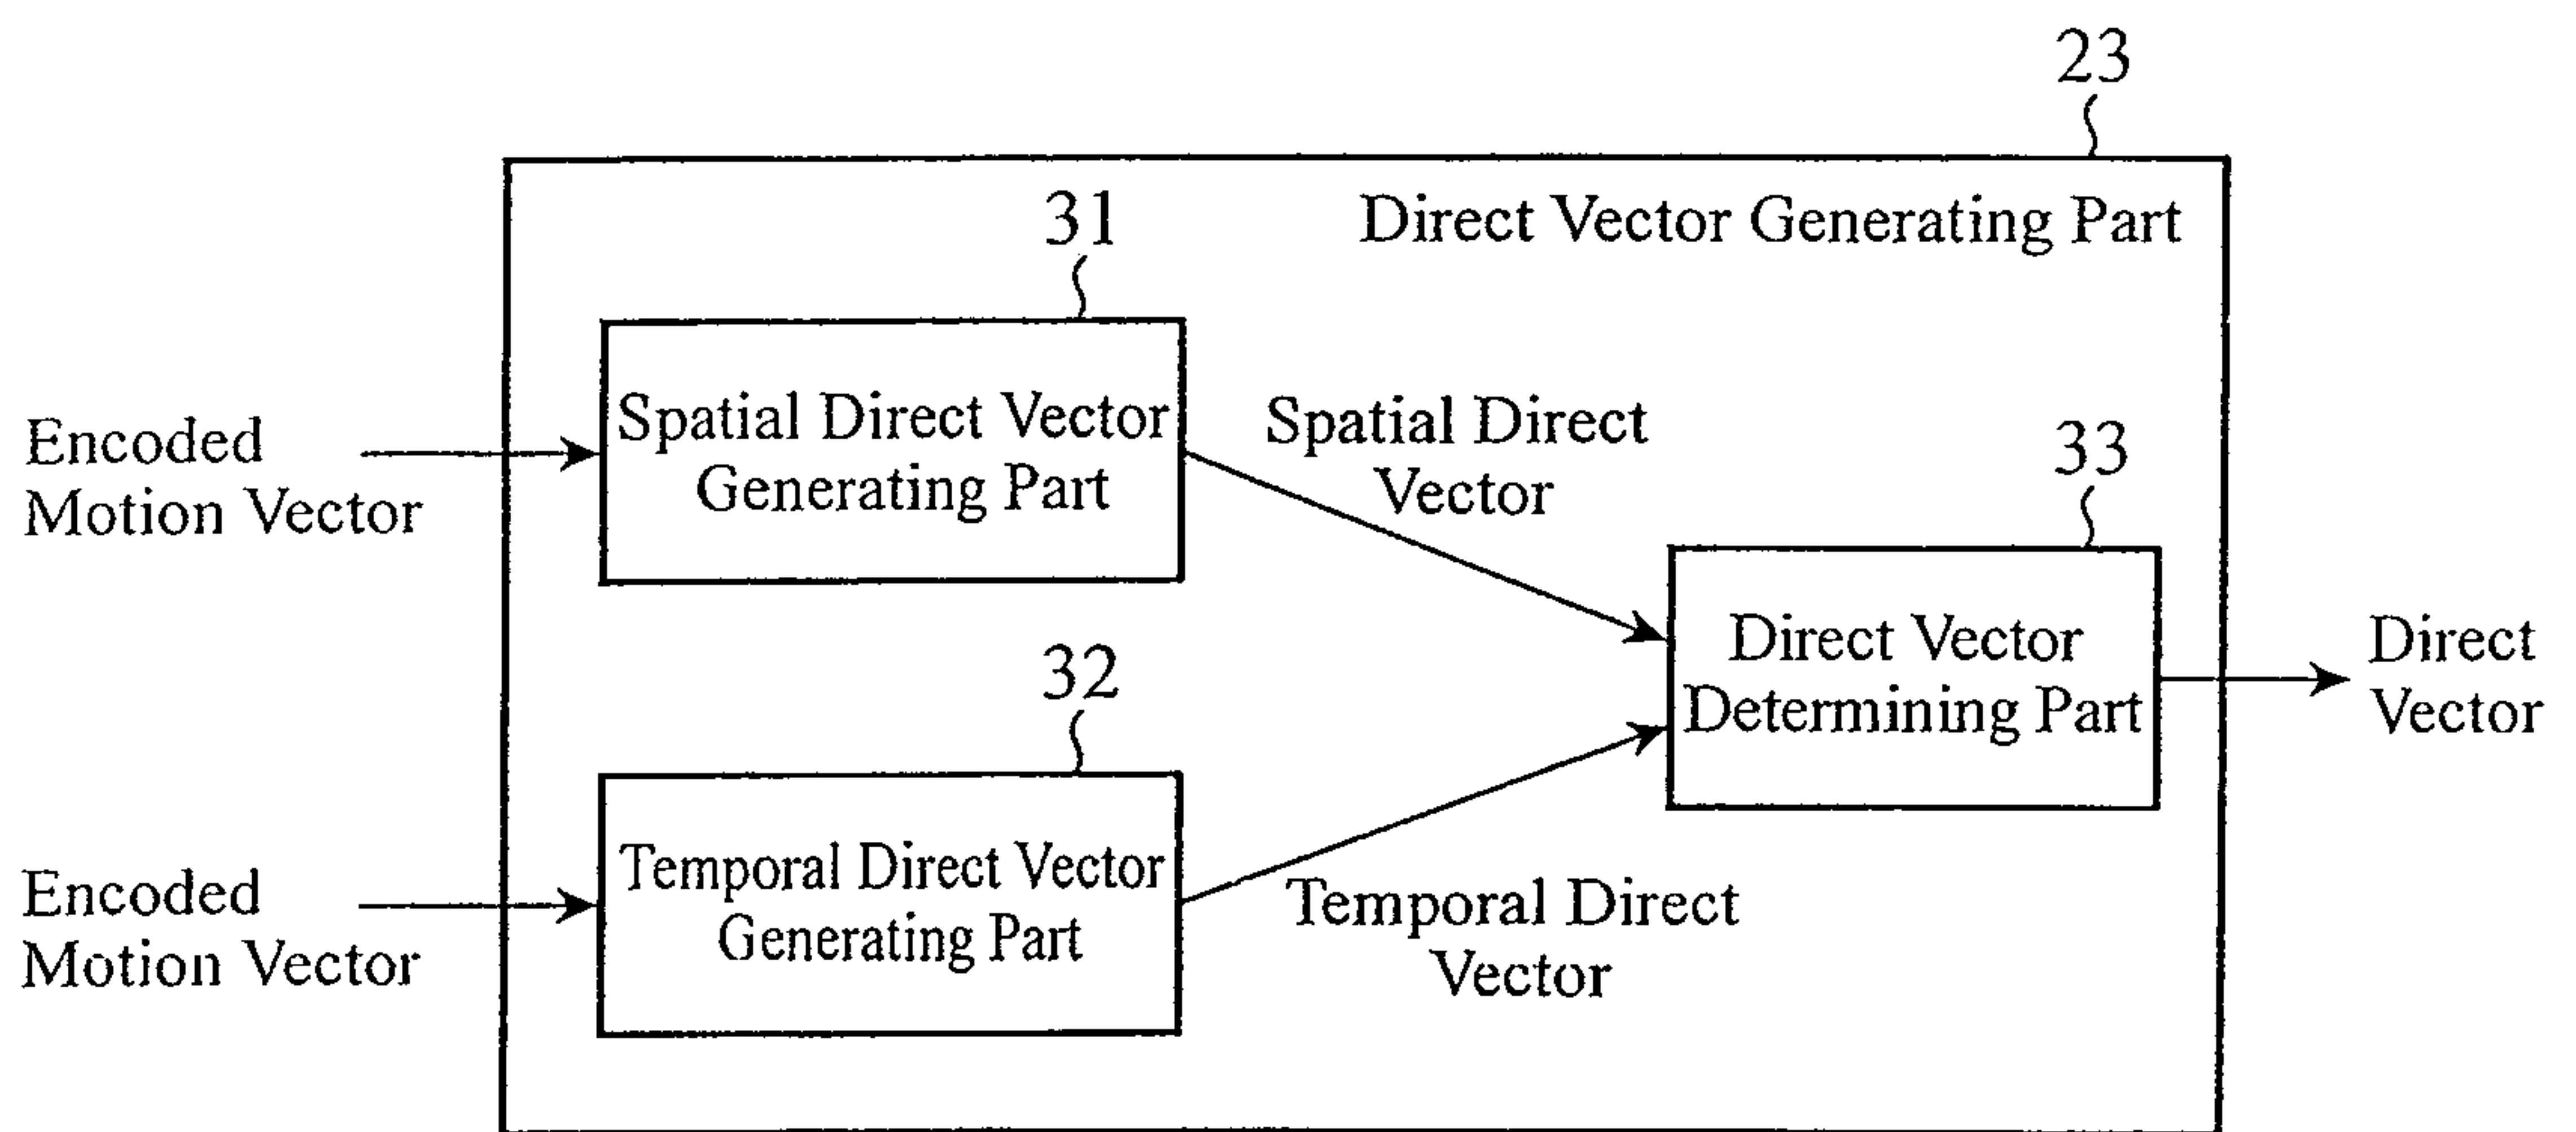 23
Direct Vector Generating Part
31
Spatial Direct Vector
Generating Part
Encoded
Motion Vector
Spatial Direct
Vector
33
Direct Vector
Determining Part
Direct
Vector
32
Temporal Direct Vector
Generating Part
Encoded
Motion Vector
Temporal Direct
Vector